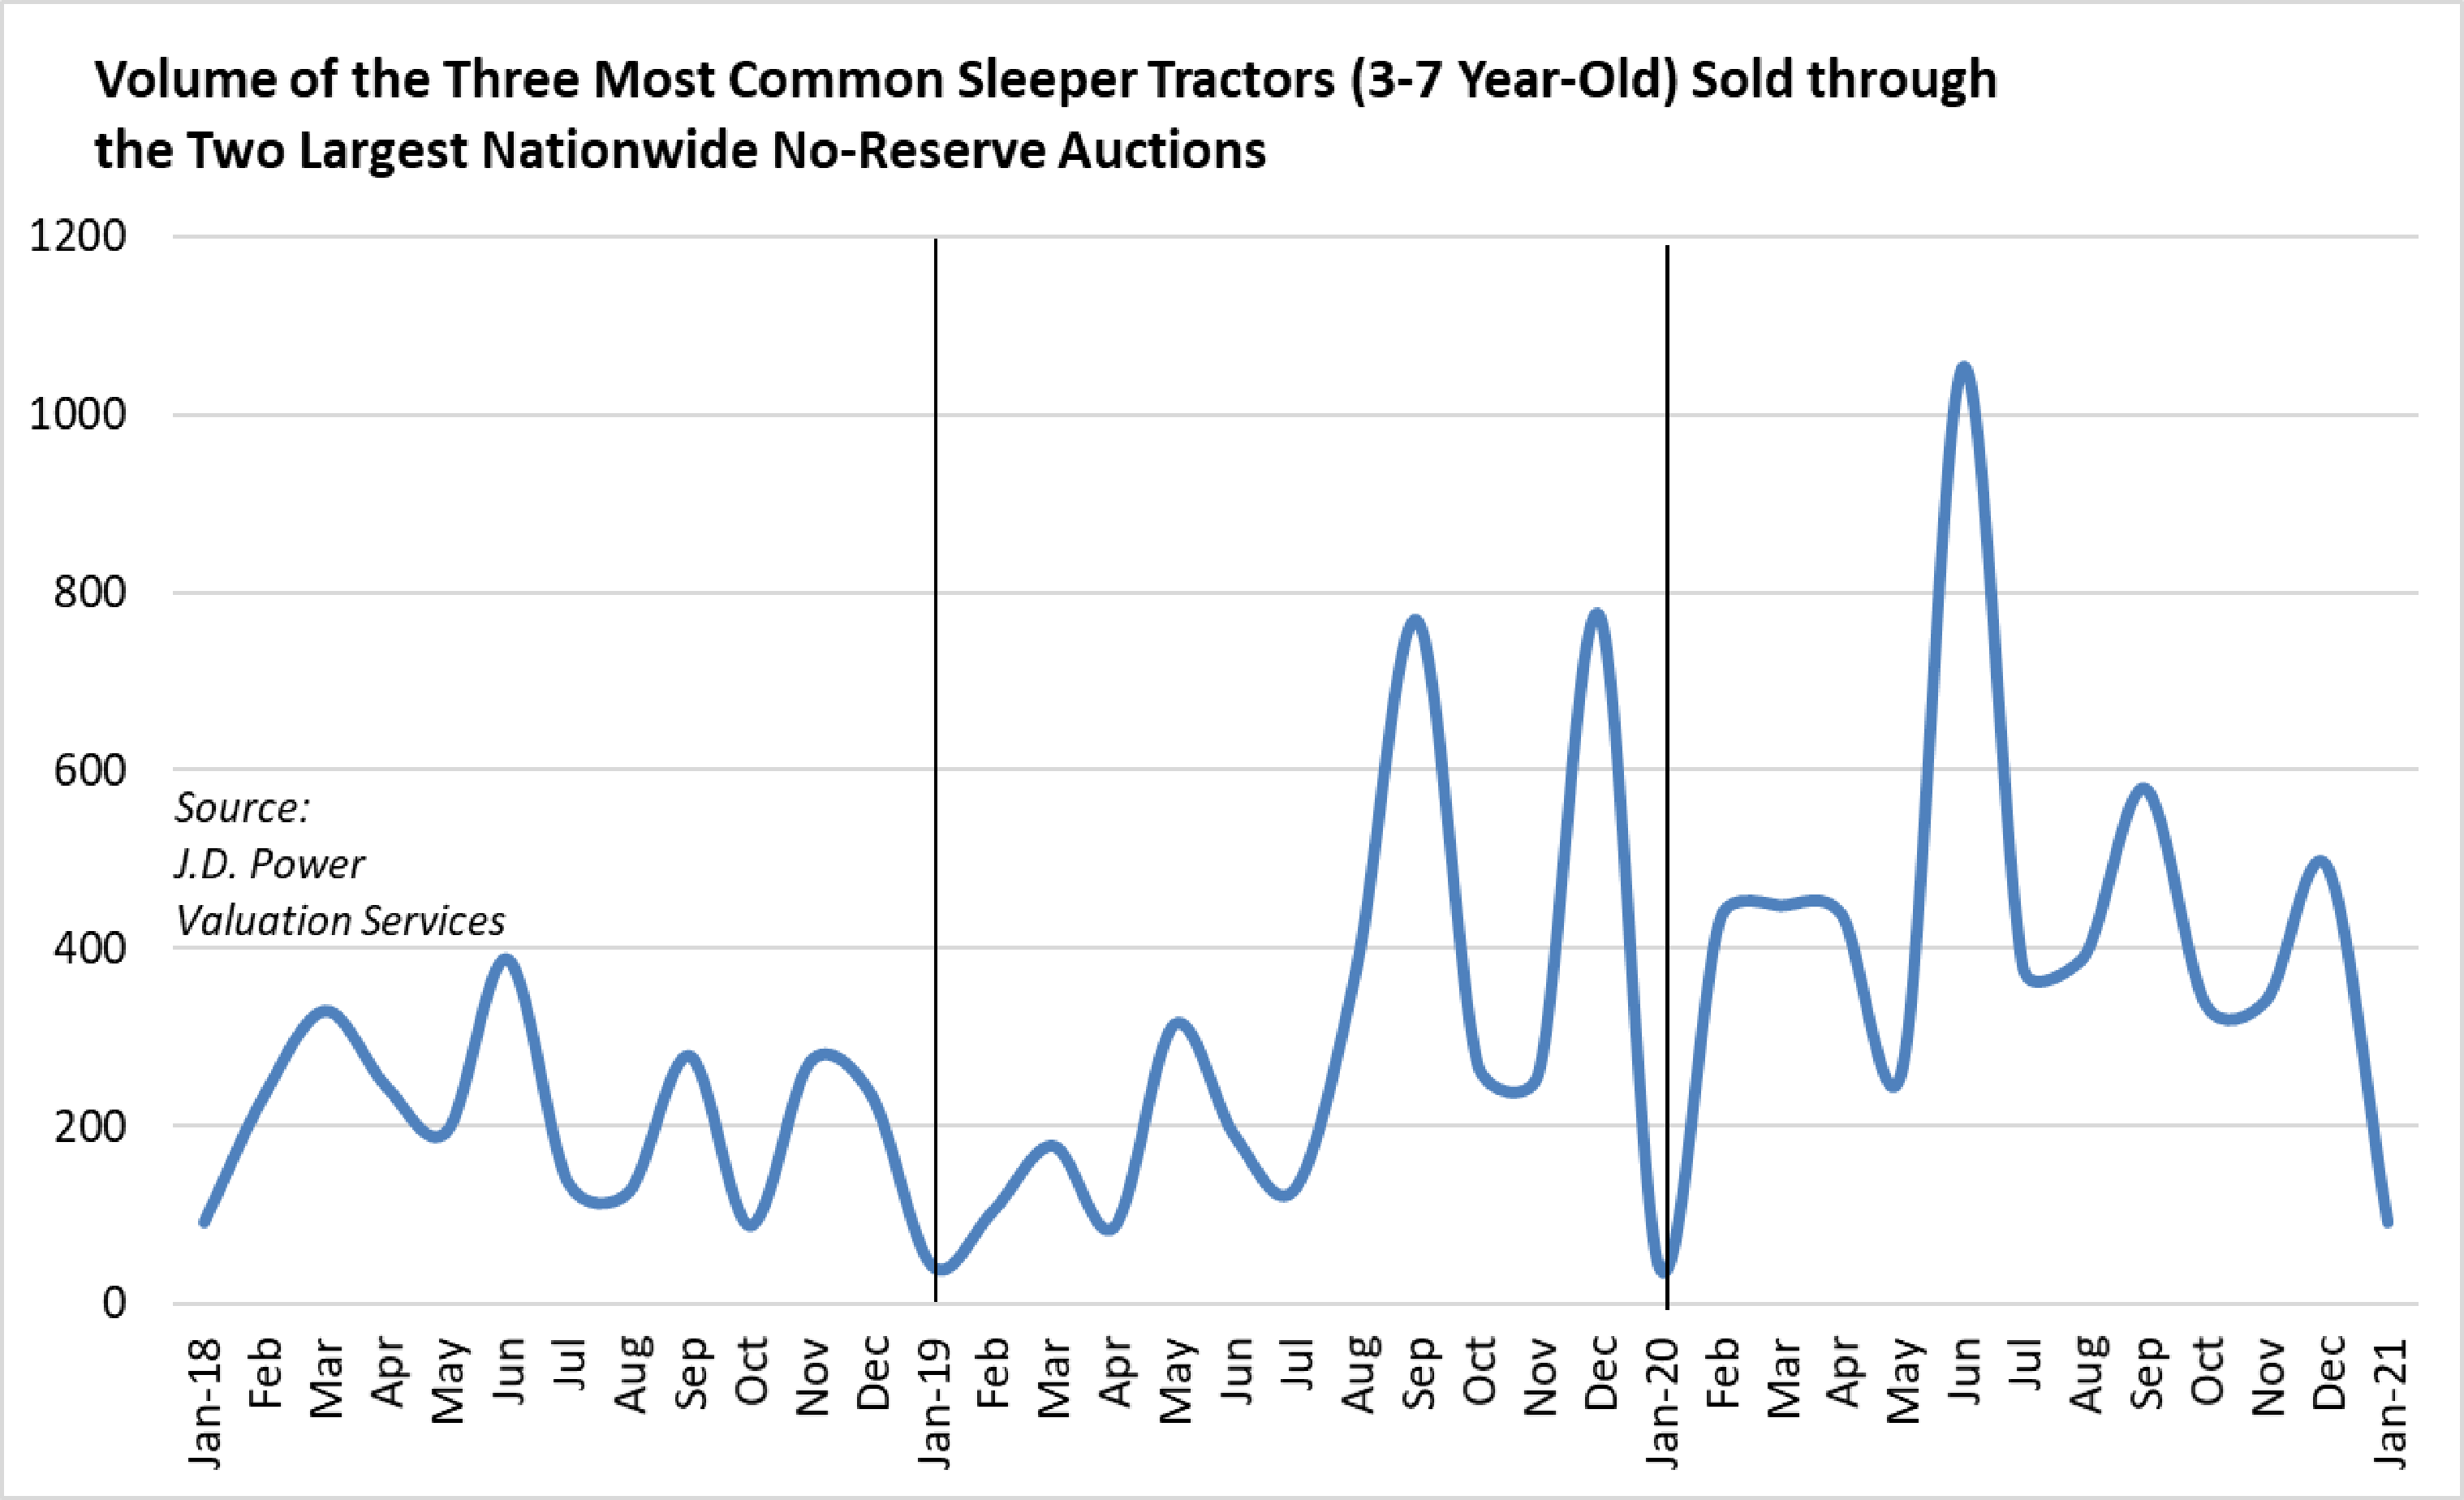 Volume of the Three Most Common Sleeper Tractors (3-7 Year-Old) Sold through
the Two Largest Nationwide No-Reserve Auctions
1200
1000
800
600
400
200
0
Source:
J.D. Power
Valuation Services
Jan-18
Feb
Mar
Apr
May
Jun
Jul
Aug
Sep
Oct
Nov
Dec
Jan-19
Feb
Mar
Apr
May
Jun
Jul
Aug
Sep
Oct
Nov
Dec
Jan-20
Feb
Mar
Apr
May
Jun
Jul
Aug
Sep
Oct
Nov
Dec
Jan-21